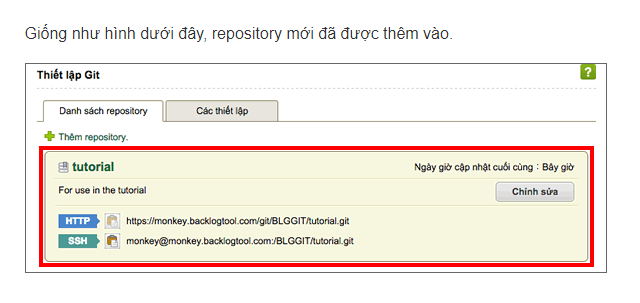 Giống như hình dưới đây, repository mới đã được thêm vào.
Thiết lập Git
?
Danh sách repository
Các thiết lập
Thêm repository.
tutorial
Ngày giờ cập nhật cuối cùng : Bây giờ
For use in the tutorial
Chỉnh sửa
HTTP https://monkey.backlogtool.com/git/BLGGIT/tutorial.git
SSH monkey@monkey.backlogtool.com:/BLGGIT/tutorial.git